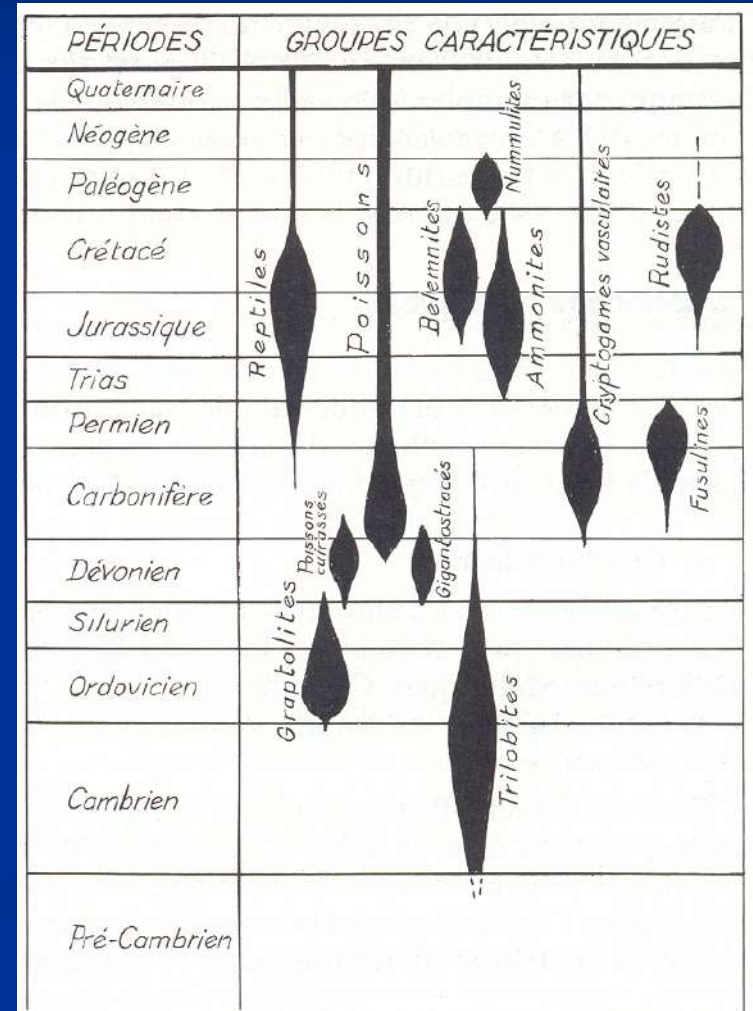 PÉRIODES
GROUPES CARACTÉRISTIQUES
Quaternaire
Néogène
Paléogène
Crétacé
Jurassique
Trias
Permien
Carbonifère
Dévonien
Silurien
Ordovicien
Cambrien
Pré-Cambrien
Reptiles
Poissons
Bélemnites
Nummulites
Ammonites
Cryptogames vasculaires
Rudistes
Fusulines
Poissons
cuirassés
Gigantostracés
Graptolites
Trilobites